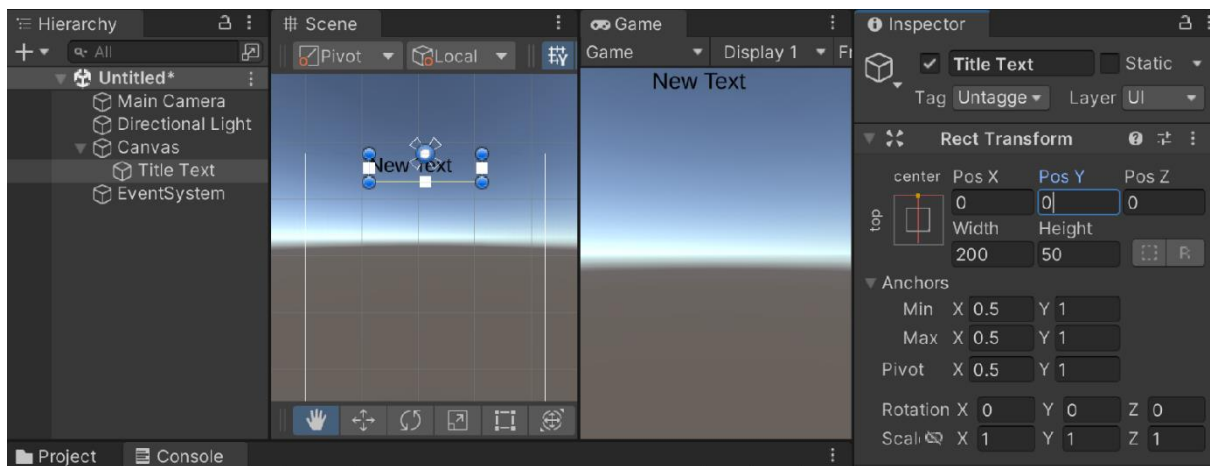 Hierarchy
All
Untitled*
Main Camera
Directional Light
Canvas
Title Text
EventSystem
Scene
Pivot
Local
New Text
Game
Game Display 1 Fr
New Text
Inspector
Title Text Static
Tag Untagge Layer UI
Rect Transform
center Pos X Pos Y Pos Z
top
0 0 0
Width Height
200 50
R
Anchors
Min X 0.5 Y 1
Max X 0.5 Y 1
Pivot X 0.5 Y 1
Rotation X 0 Y 0 Z 0
Scal X 1 Y 1 Z 1
Project Console